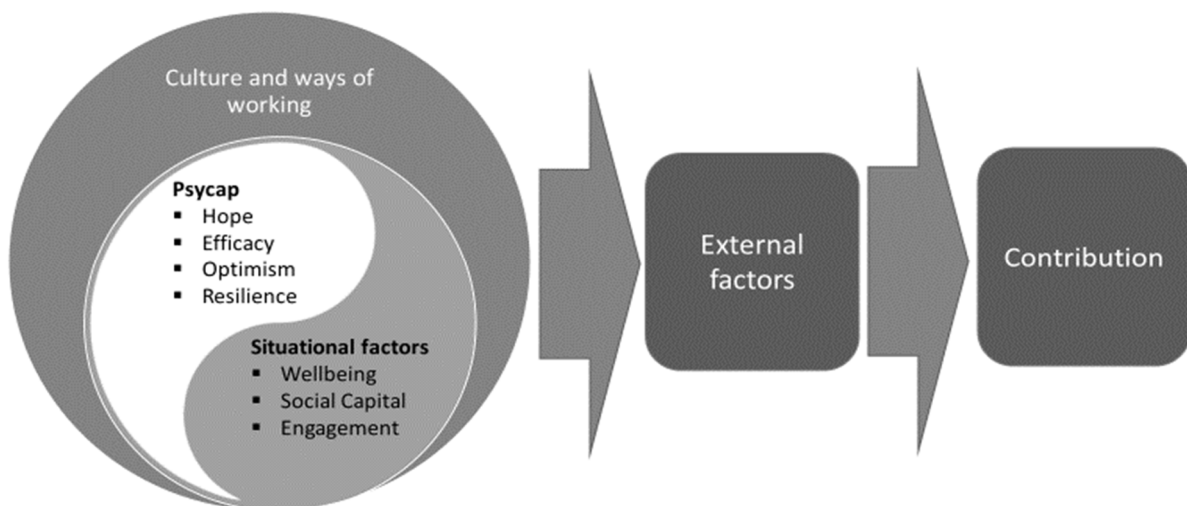 Culture and ways of
working
Psycap
▪ Hope
▪ Efficacy
▪ Optimism
▪ Resilience
Situational factors
▪ Wellbeing
▪ Social Capital
▪ Engagement
External
factors
Contribution